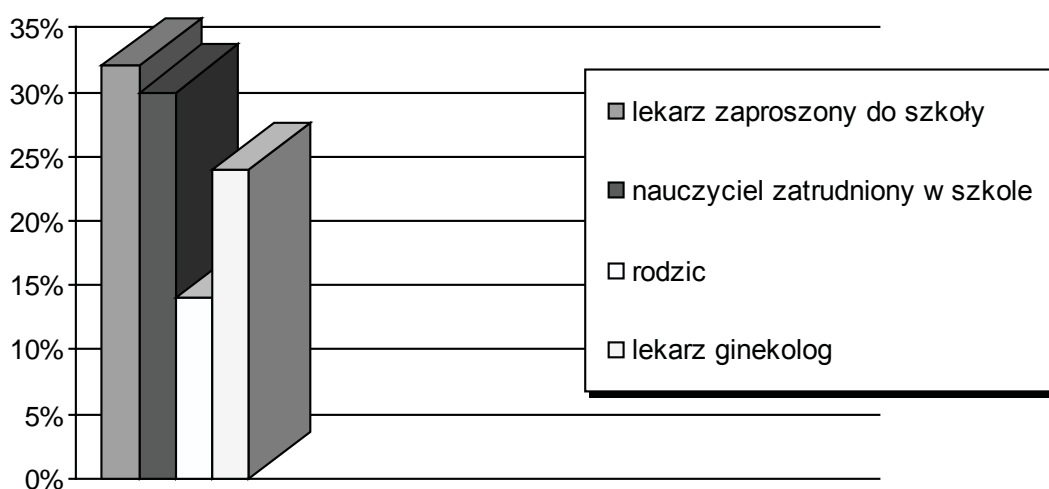 35%
30%
25%
20%
15%
10%
5%
0%
lekarz zaproszony do szkoły
nauczyciel zatrudniony w szkole
rodzic
lekarz ginekolog